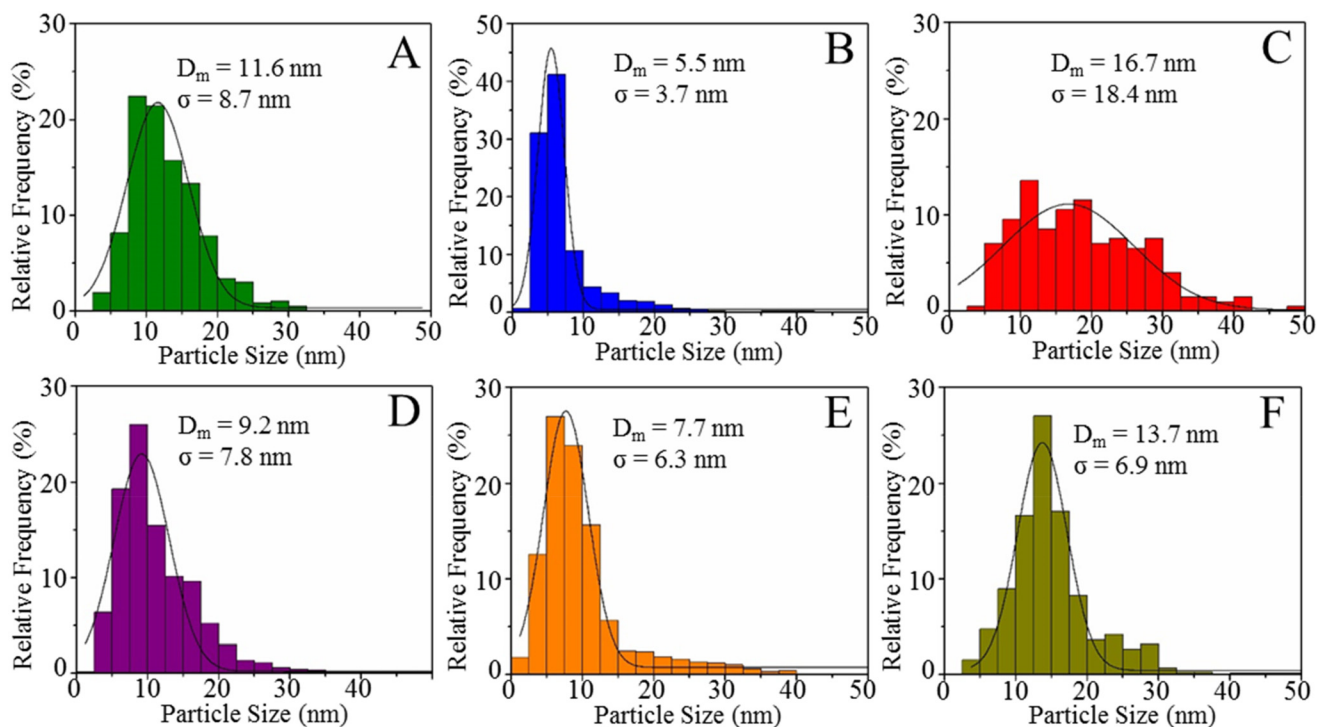 A
D_m = 11.6 nm
σ = 8.7 nm
Relative Frequency (%)
30
20
10
0
0 10 20 30 40 50
Particle Size (nm)
B
D_m = 5.5 nm
σ = 3.7 nm
Relative Frequency (%)
50
40
30
20
10
0
0 10 20 30 40 50
Particle Size (nm)
C
D_m = 16.7 nm
σ = 18.4 nm
Relative Frequency (%)
30
20
10
0
0 10 20 30 40 50
Particle Size (nm)
D
D_m = 9.2 nm
σ = 7.8 nm
Relative Frequency (%)
30
20
10
0
0 10 20 30 40
Particle Size (nm)
E
D_m = 7.7 nm
σ = 6.3 nm
Relative Frequency (%)
30
20
10
0
0 10 20 30 40 50
Particle Size (nm)
F
D_m = 13.7 nm
σ = 6.9 nm
Relative Frequency (%)
30
20
10
0
0 10 20 30 40 50
Particle Size (nm)